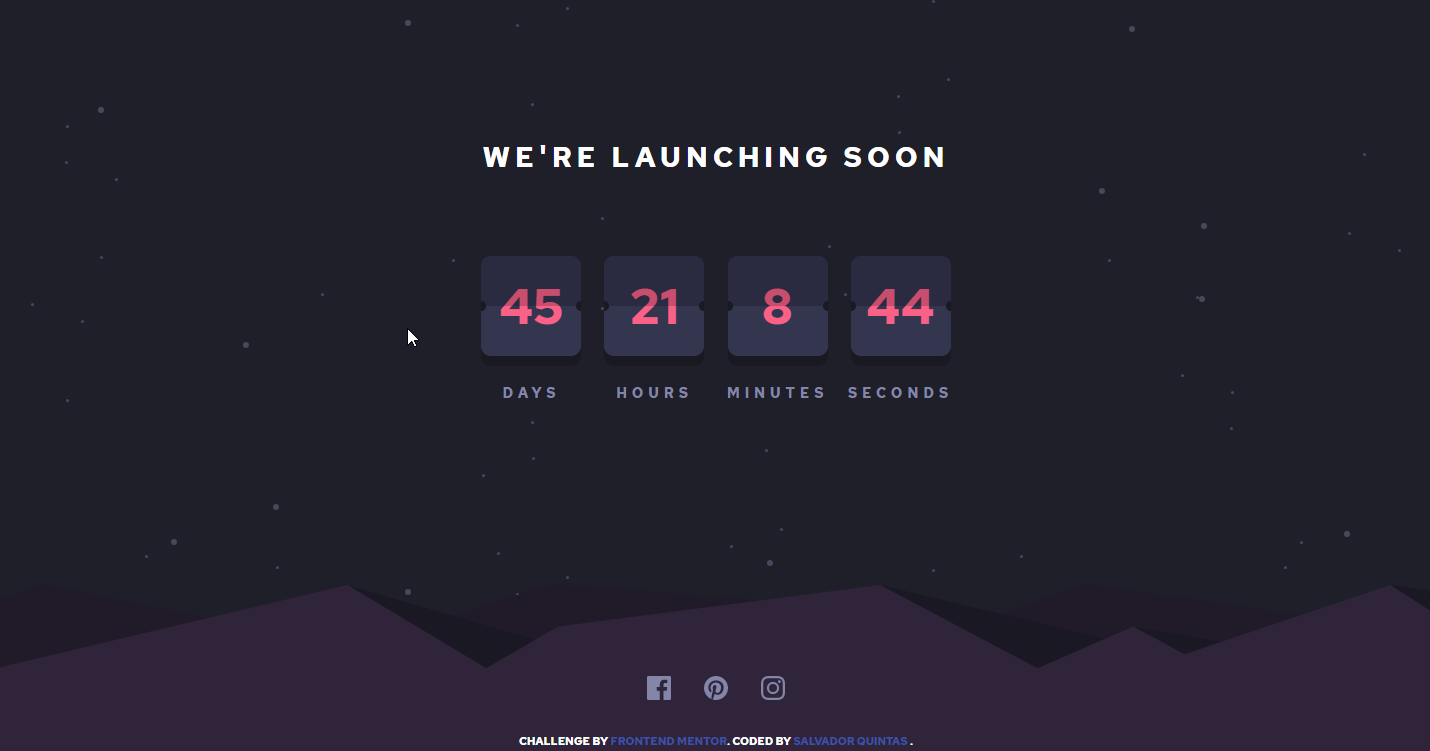 WE'RE LAUNCHING SOON
45 21 8 44
DAYS HOURS MINUTES SECONDS
CHALLENGE BY FRONTEND MENTOR. CODED BY SALVADOR QUINTAS .